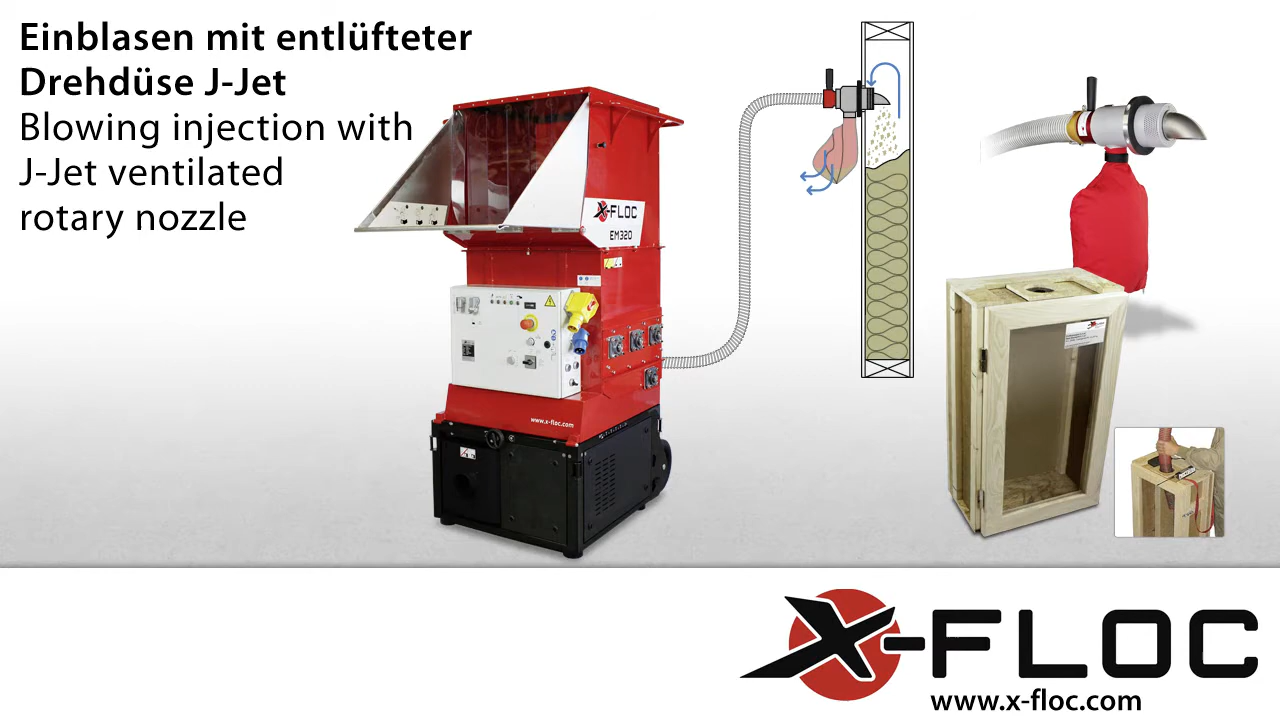 Einblasen mit entlüfteter
Drehdüse J-Jet
Blowing injection with
J-Jet ventilated
rotary nozzle
X-FLOC
EM320
www.x-floc.com
X-FLOC
www.x-floc.com